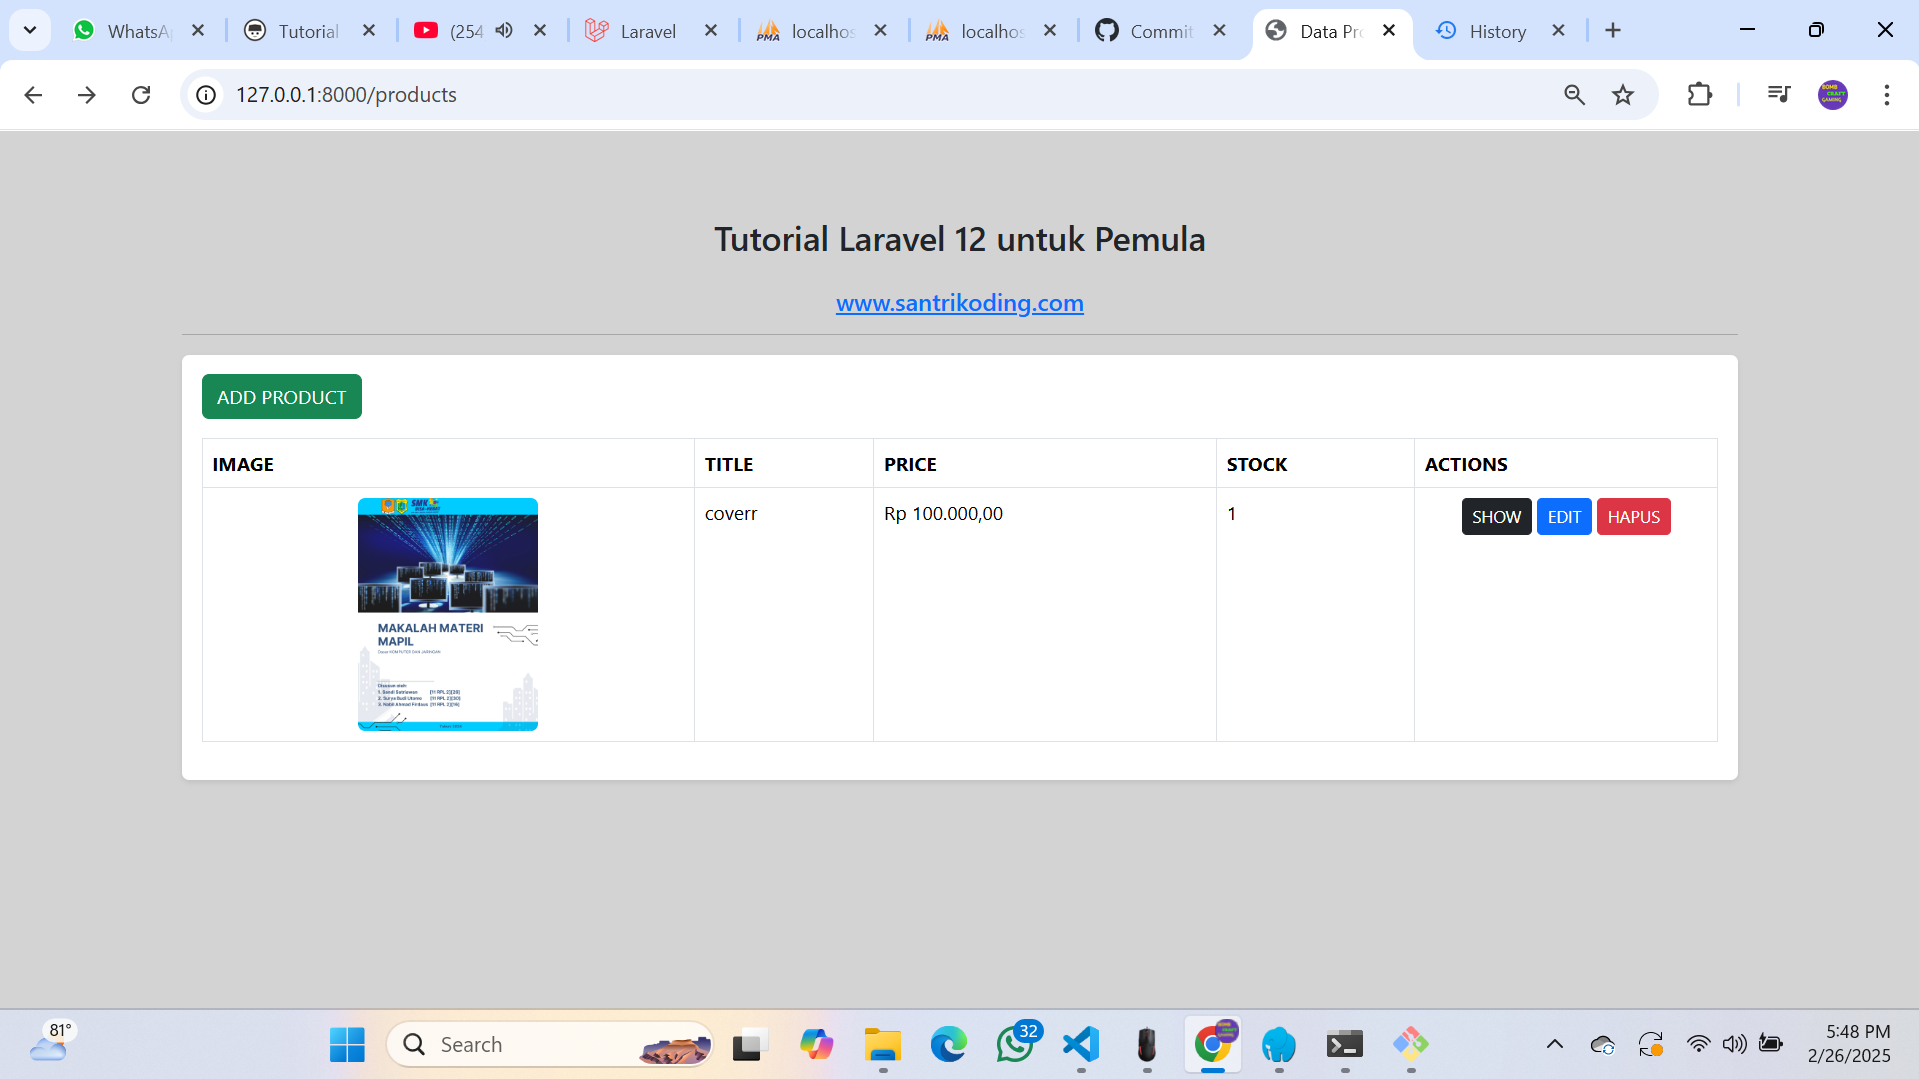 WhatsA
Tutorial
(254
Laravel
localhos
localhos
Commit
Data Pro
History
127.0.0.1:8000/products
Tutorial Laravel 12 untuk Pemula
www.santrikoding.com
ADD PRODUCT
IMAGE TITLE PRICE STOCK ACTIONS
SMK
MAKALAH MATERI
MAPIL
coverr Rp 100.000,00 1 SHOW EDIT HAPUS
81°
Search
32
5:48 PM
2/26/2025